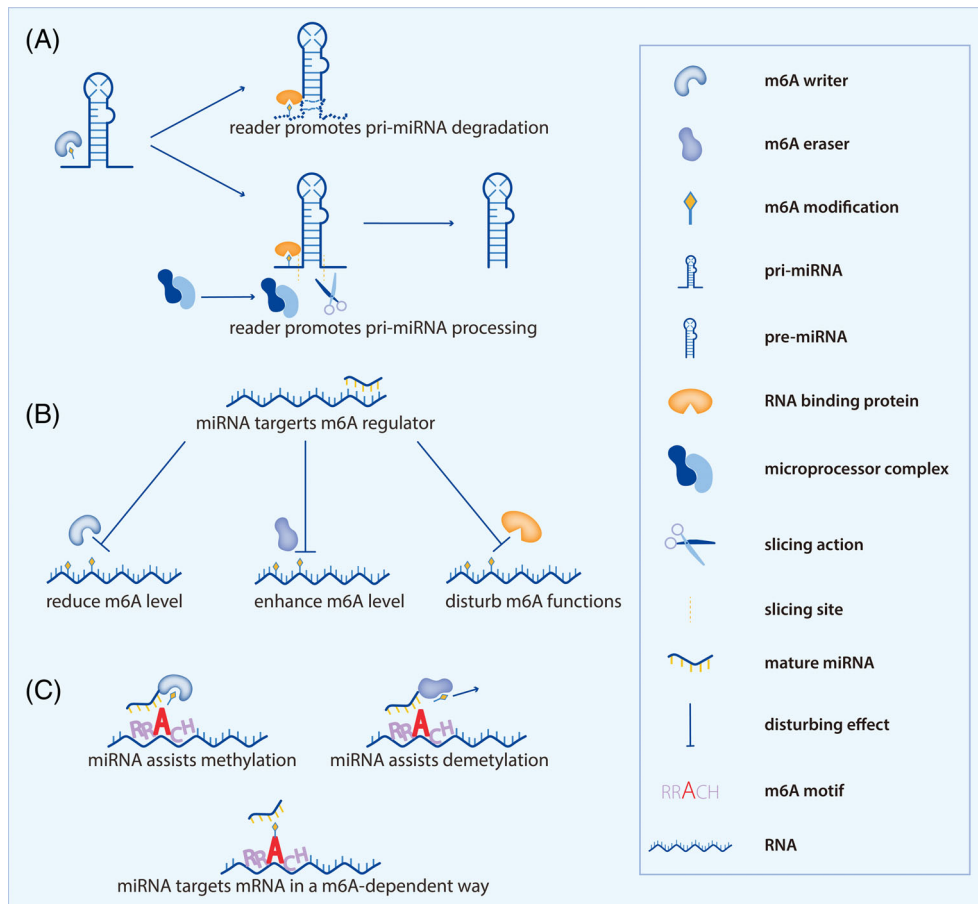 (A)
reader promotes pri-miRNA degradation
reader promotes pri-miRNA processing
(B)
miRNA targerts m6A regulator
reduce m6A level
enhance m6A level
disturb m6A functions
(C)
RRACH
RRACH
miRNA assists methylation
miRNA assists demetylation
RRACH
miRNA targets mRNA in a m6A-dependent way
m6A writer
m6A eraser
m6A modification
pri-miRNA
pre-miRNA
RNA binding protein
microprocessor complex
slicing action
slicing site
mature miRNA
disturbing effect
RRACH
m6A motif
RNA